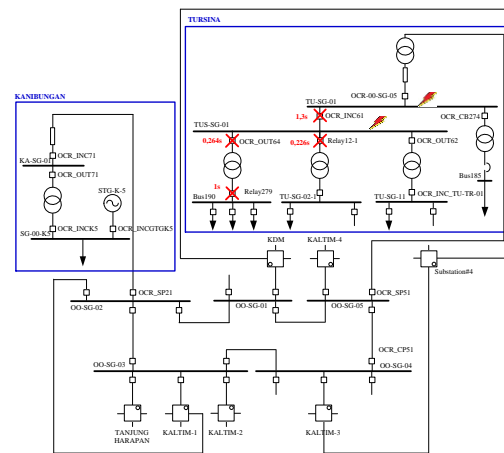 TURSINA
OCR-00-SG-05
TU-SG-01
1,3s
OCR_INC61
OCR_CB274
TUS-SG-01
0,264s
OCR_OUT64
0,226s
Relay12-1
OCR_OUT62
Bus185
1s
Bus190
Relay279
TU-SG-02-1
TU-SG-11
OCR_INC_TU-TR-01
KANIBUNGAN
OCR_INC71
KA-SG-01
OCR_OUT71
STG-K-5
OCR_INCK5
OCR_INCGTGK5
SG-00-K5
KDM
KALTIM-4
Substation#4
OCR_SP21
OO-SG-02
OO-SG-01
OO-SG-05
OCR_SP51
OCR_CP51
OO-SG-03
OO-SG-04
TANJUNG
HARAPAN
KALTIM-1
KALTIM-2
KALTIM-3